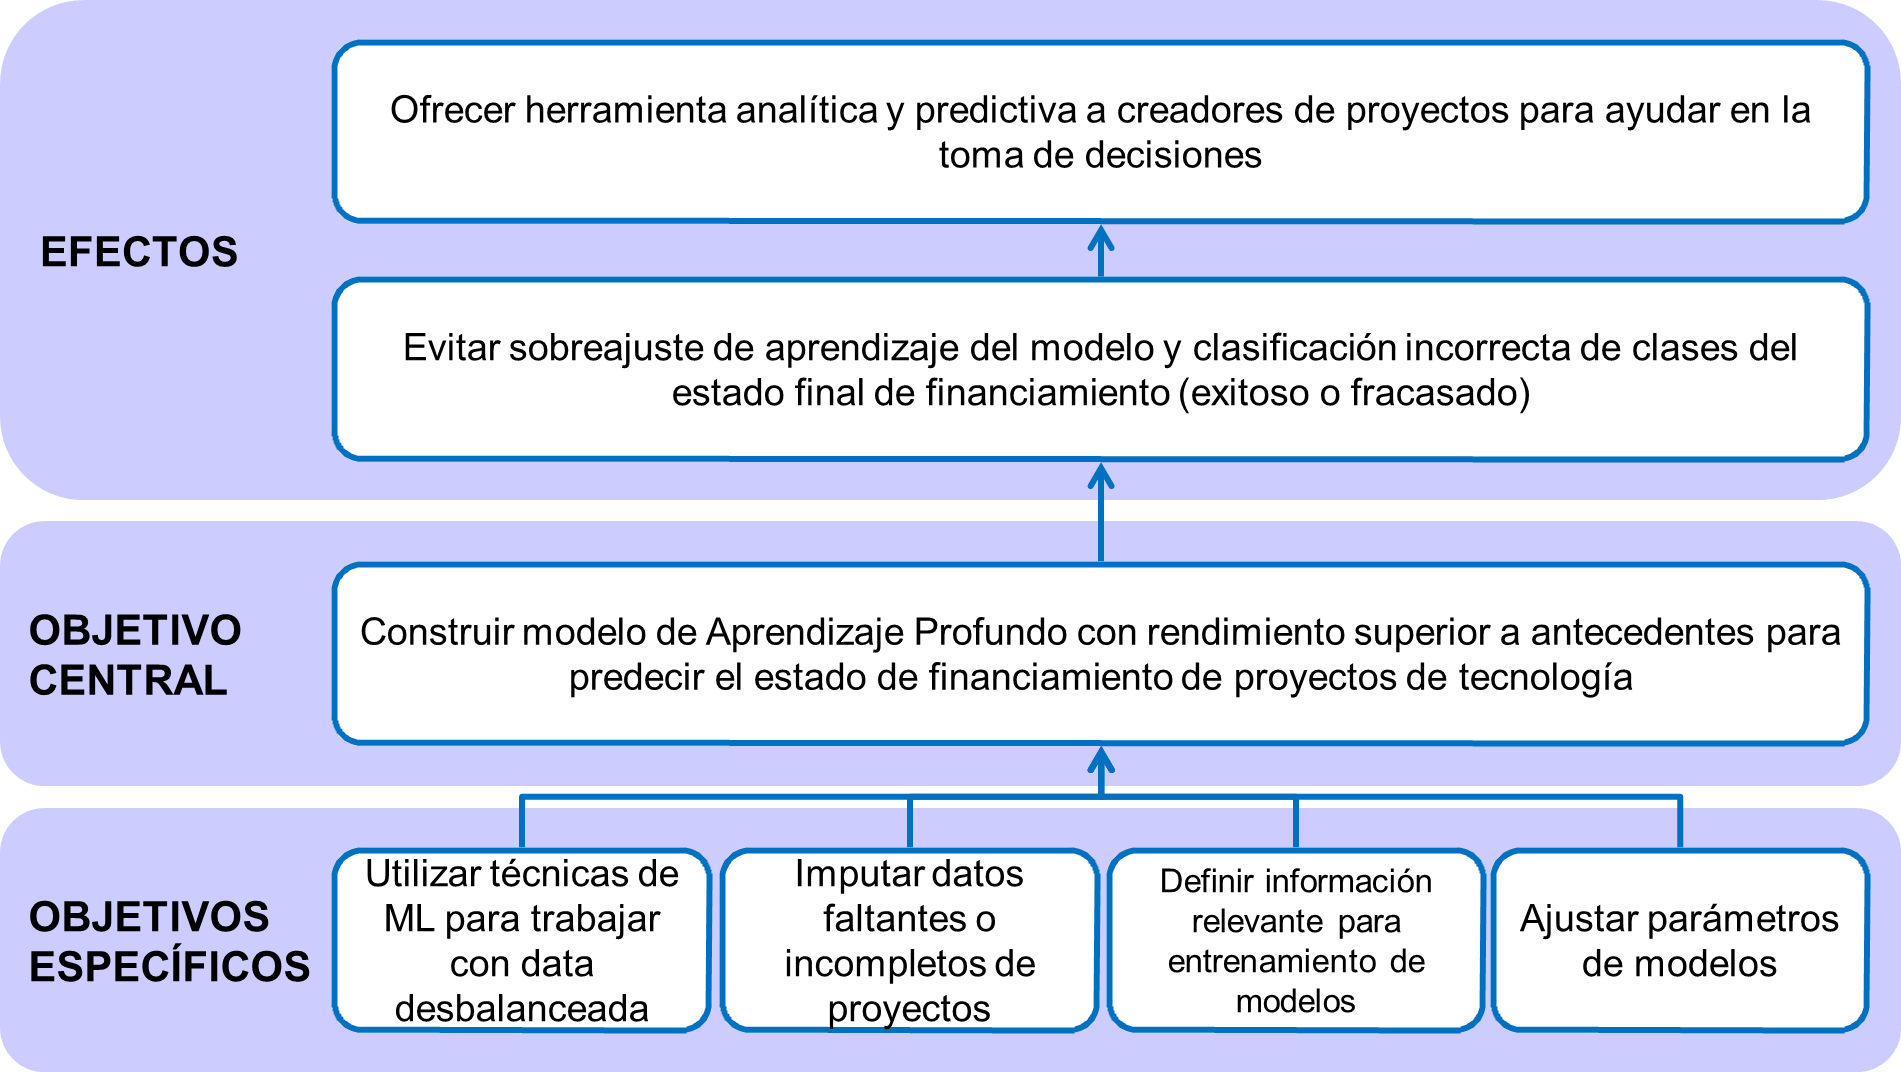 Ofrecer herramienta analítica y predictiva a creadores de proyectos para ayudar en la
toma de decisiones
EFECTOS
Evitar sobreajuste de aprendizaje del modelo y clasificación incorrecta de clases del
estado final de financiamiento (exitoso o fracasado)
OBJETIVO
CENTRAL
Construir modelo de Aprendizaje Profundo con rendimiento superior a antecedentes para
predecir el estado de financiamiento de proyectos de tecnología
OBJETIVOS
ESPECÍFICOS
Utilizar técnicas de
ML para trabajar
con data
desbalanceada
Imputar datos
faltantes o
incompletos de
proyectos
Definir información
relevante para
entrenamiento de
modelos
Ajustar parámetros
de modelos